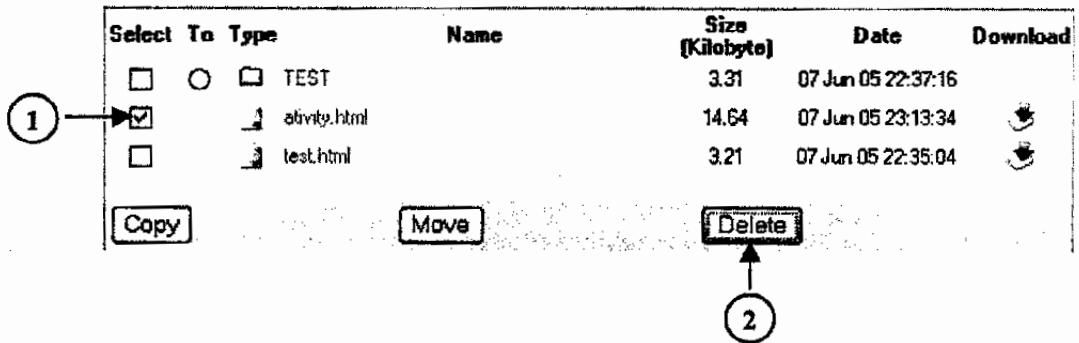 Select To Type Name Size (Kilobyte) Date Download
TEST 3.31 07 Jun 05 22:37:16
1 ativity.html 14.64 07 Jun 05 23:13:34
test.html 3.21 07 Jun 05 22:35:04
Copy Move Delete
2